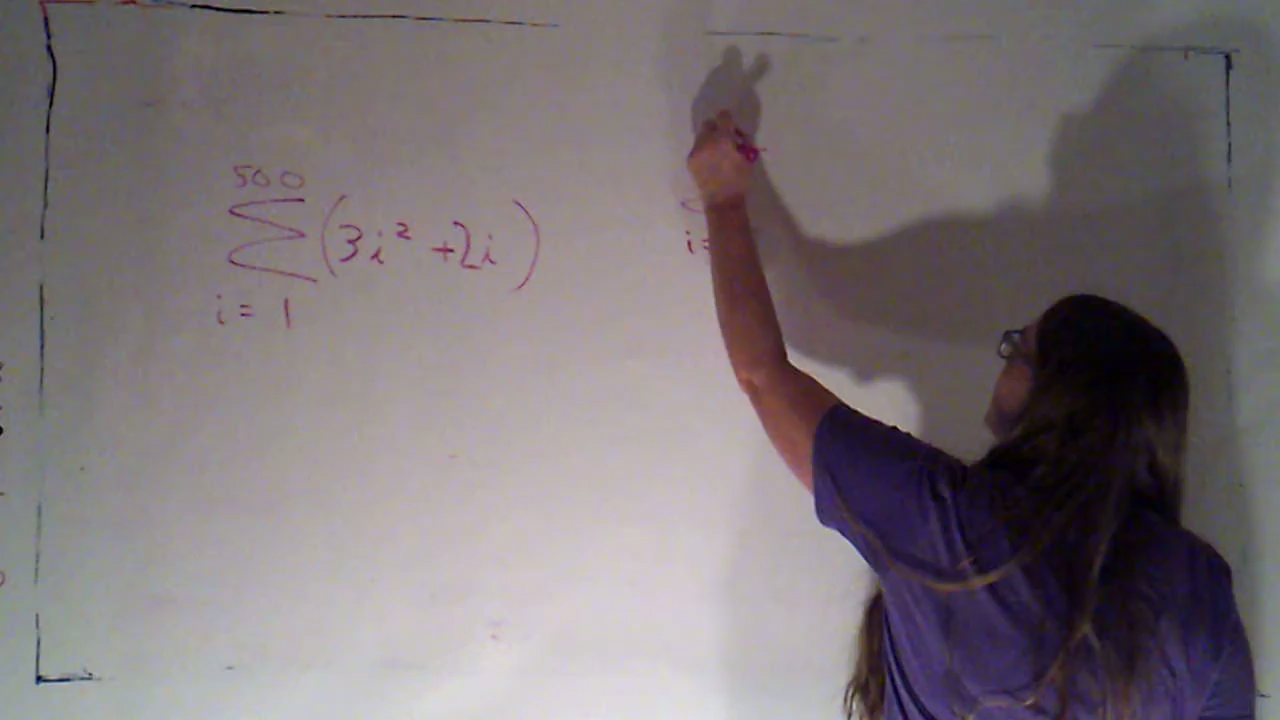 500
∑ (3i² + 2i)
i = 1
i =